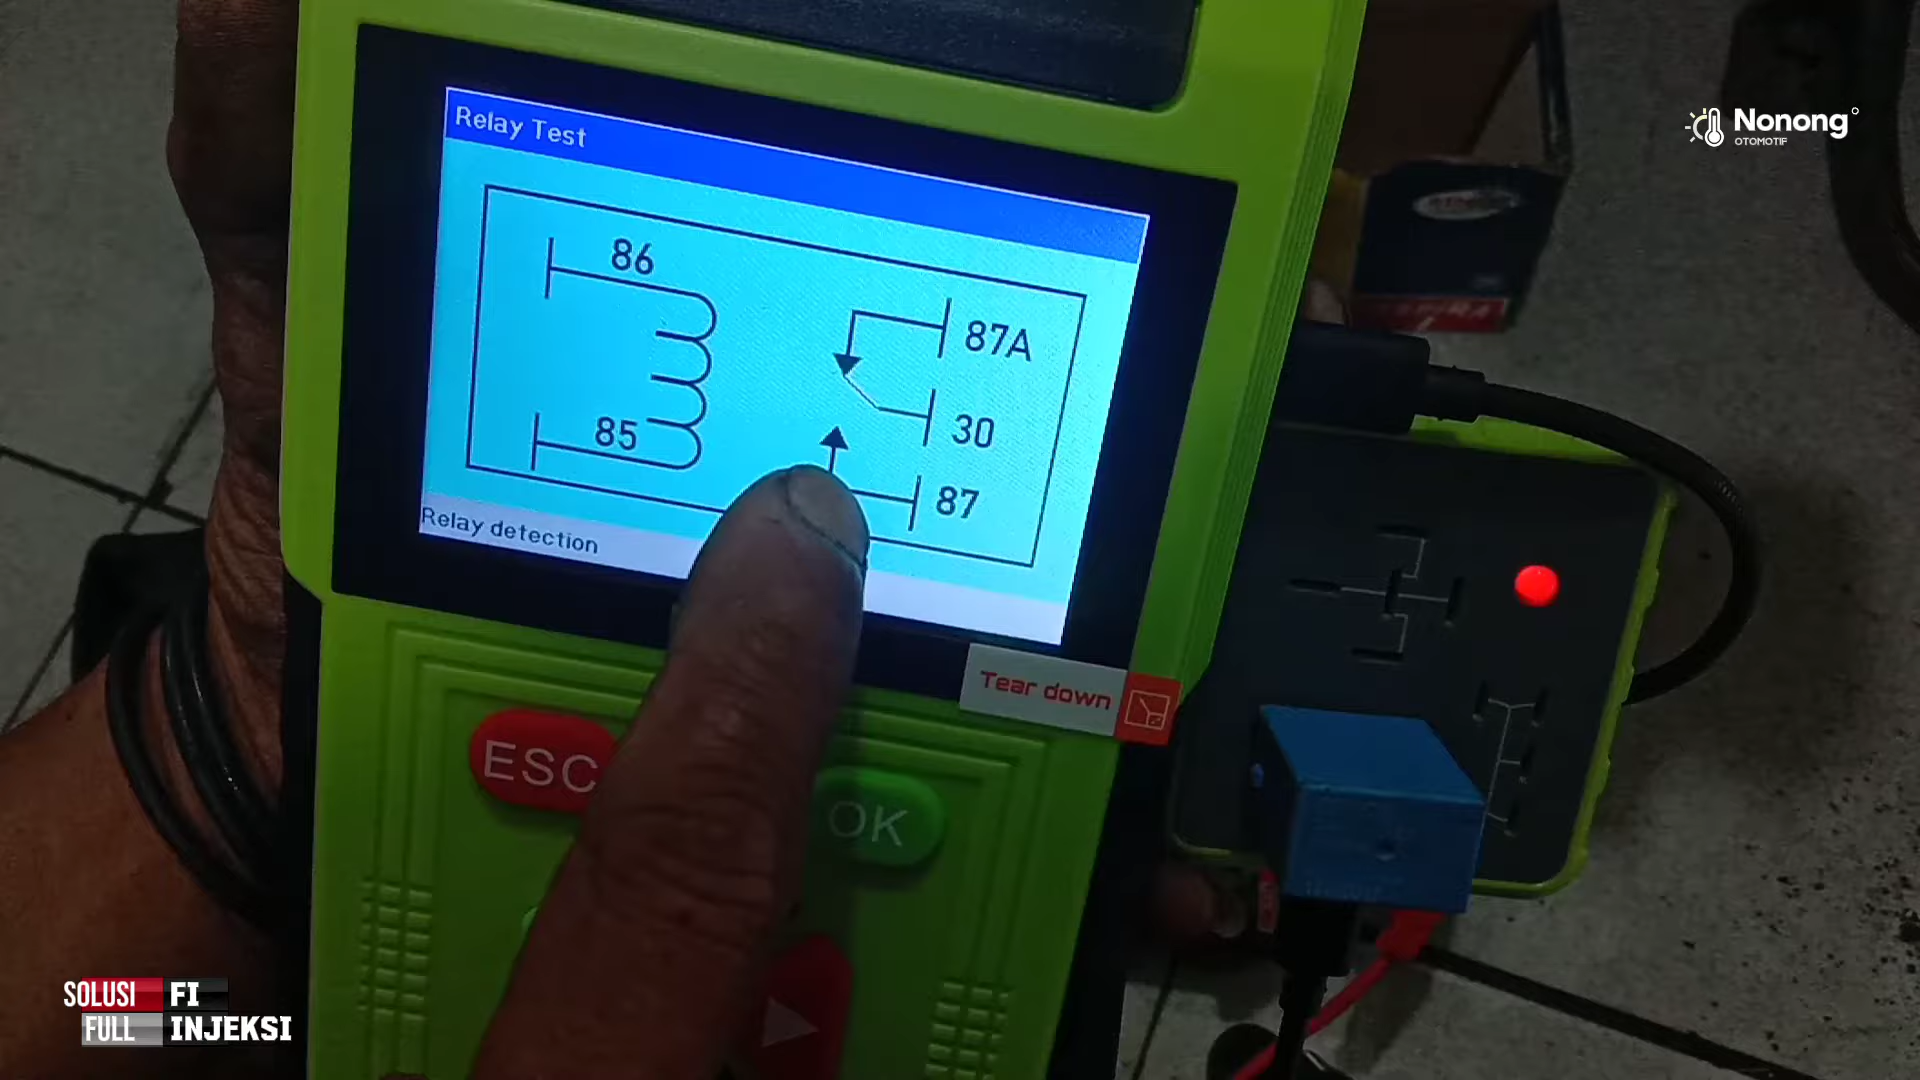 Relay Test
86
87A
85
30
87
Relay detection
Tear down
ESC
OK
Nonong
OTOMOTIF
SOLUSI FI
FULL INJEKSI